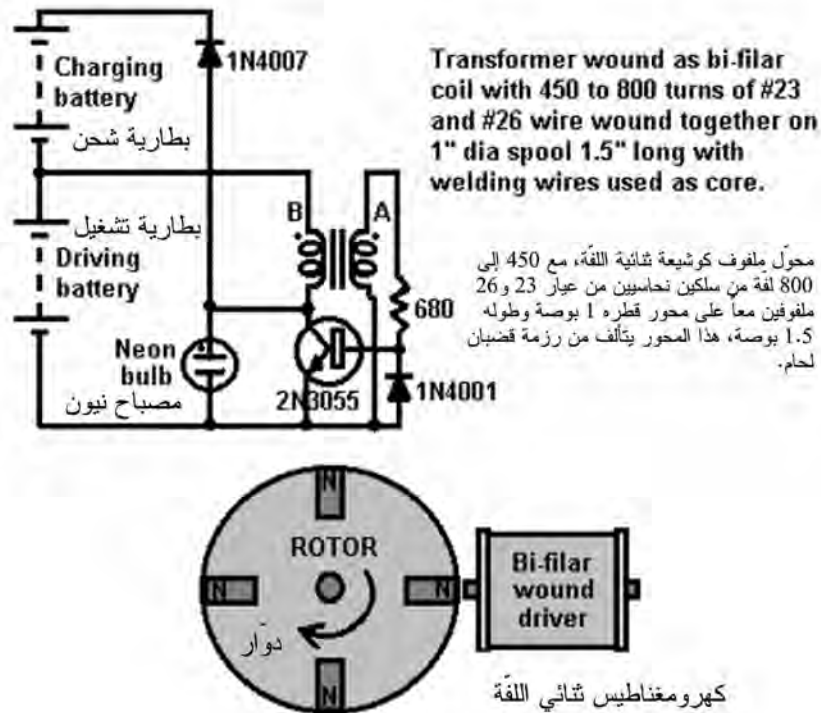 Charging
battery
بطارية شحن
1N4007
Transformer wound as bi-filar
coil with 450 to 800 turns of #23
and #26 wire wound together on
1" dia spool 1.5" long with
welding wires used as core.
بطارية تشغيل
Driving
battery
B
A
محوّل ملفوف كوشيعة ثنائية اللفّة، مع 450 إلى
800 لفّة من سلكين نحاسيين من عيار 23 و26
ملفوفين معاً على محور قطره 1 بوصة وطوله
1.5 بوصة، هذا المحور يتألف من رزمة قضبان
لحام.
680
Neon
bulb
مصباح نيون
2N3055
1N4001
N
ROTOR
N
N
دوّار
N
Bi-filar
wound
driver
كهرومغناطيس ثنائي اللفّة